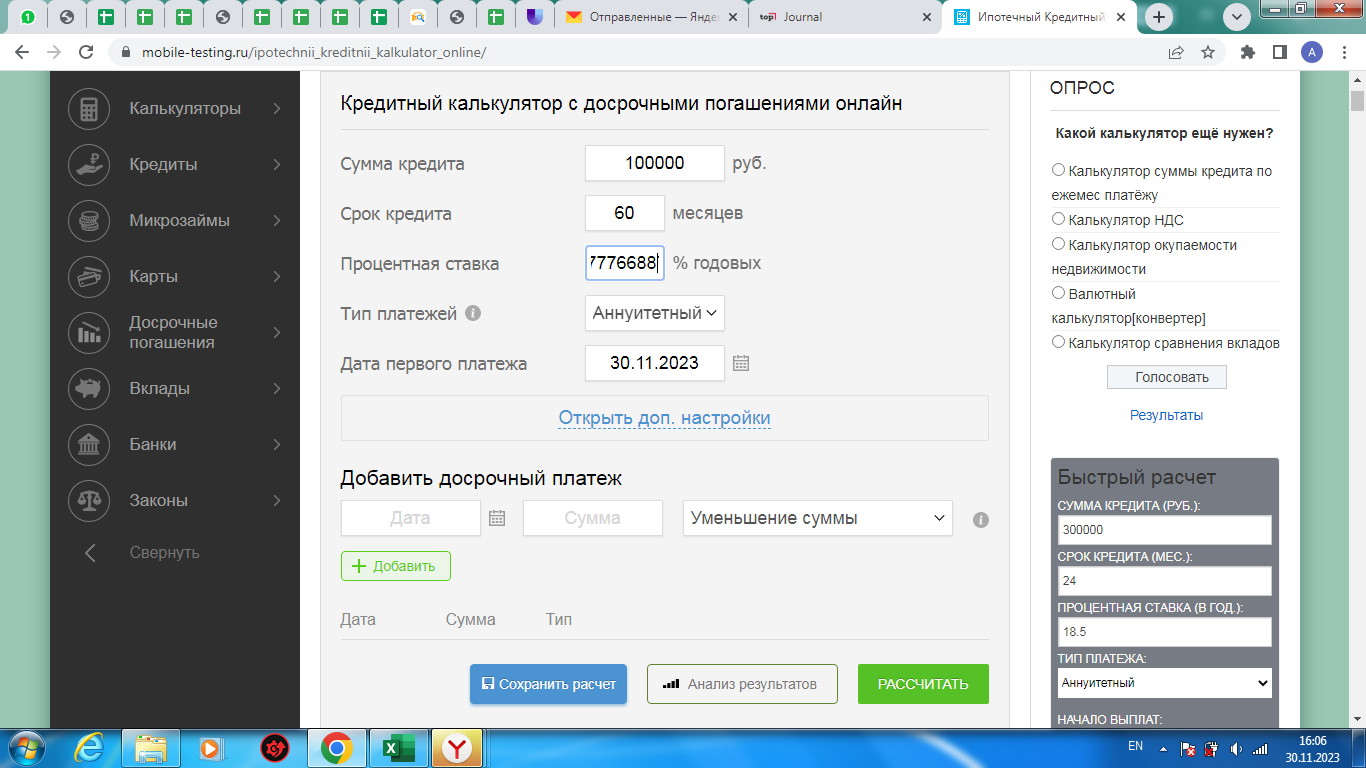 Отправленные — Янде
top1 Journal
Ипотечный Кредитный
mobile-testing.ru/ipotechnii_kreditnii_kalkulator_online/
A
Калькуляторы
Кредиты
Микрозаймы
Карты
Досрочные
погашения
Вклады
Банки
Законы
Свернуть
Кредитный калькулятор с досрочными погашениями онлайн
Сумма кредита 100000 руб.
Срок кредита 60 месяцев
Процентная ставка 7776688 % годовых
Тип платежей Аннуитетный
Дата первого платежа 30.11.2023
Открыть доп. настройки
Добавить досрочный платеж
Дата Сумма Уменьшение суммы
Добавить
Дата Сумма Тип
Сохранить расчет Анализ результатов РАССЧИТАТЬ
ОПРОС
Какой калькулятор ещё нужен?
Калькулятор суммы кредита по
ежемес платёжу
Калькулятор НДС
Калькулятор окупаемости
недвижимости
Валютный
калькулятор[конвертер]
Калькулятор сравнения вкладов
Голосовать
Результаты
Быстрый расчет
СУММА КРЕДИТА (РУБ.):
300000
СРОК КРЕДИТА (МЕС.):
24
ПРОЦЕНТНАЯ СТАВКА (В ГОД.):
18.5
ТИП ПЛАТЕЖА:
Аннуитетный
НАЧАЛО ВЫПЛАТ:
EN
16:06
30.11.2023